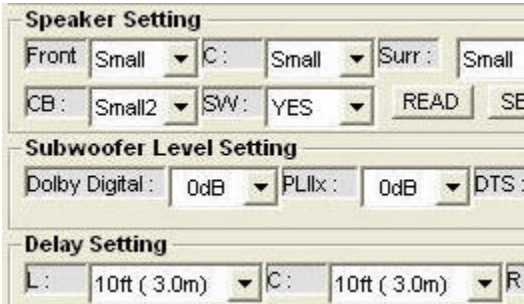 Speaker Setting
Front Small C : Small Surr : Small
CB : Small2 SW : YES READ SE
Subwoofer Level Setting
Dolby Digital : 0dB PLIIx : 0dB DTS :
Delay Setting
L : 10ft ( 3.0m) C : 10ft ( 3.0m) R